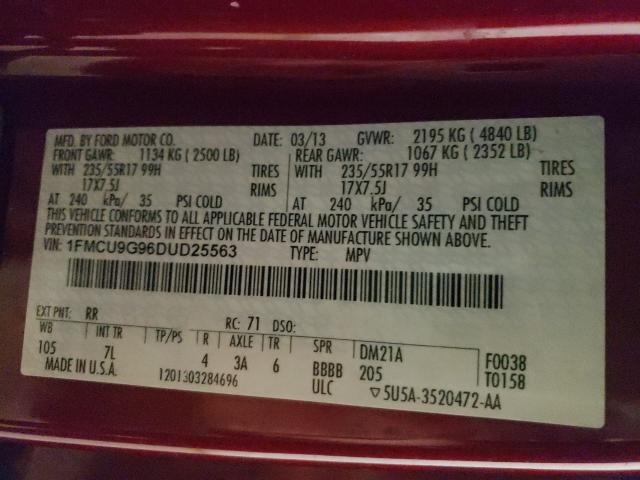 MFD. BY FORD MOTOR CO. DATE: 03/13 GVWR: 2195 KG ( 4840 LB)
FRONT GAWR: 1134 KG ( 2500 LB) REAR GAWR: 1067 KG ( 2352 LB)
WITH 235/55R17 99H TIRES WITH 235/55R17 99H TIRES
17X7.5J RIMS 17X7.5J RIMS
AT 240 kPa/ 35 PSI COLD AT 240 kPa/ 35 PSI COLD
THIS VEHICLE CONFORMS TO ALL APPLICABLE FEDERAL MOTOR VEHICLE SAFETY AND THEFT
PREVENTION STANDARDS IN EFFECT ON THE DATE OF MANUFACTURE SHOWN ABOVE.
VIN: 1FMCU9G96DUD25563 TYPE: MPV
EXT PNT: RR RC: 71 DSO:
WB INT TR TP/PS R AXLE TR SPR DM21A F0038
105 7L 4 3A 6 BBBB 205 T0158
MADE IN U.S.A. 1201303284696 ULC ▽5U5A-3520472-AA